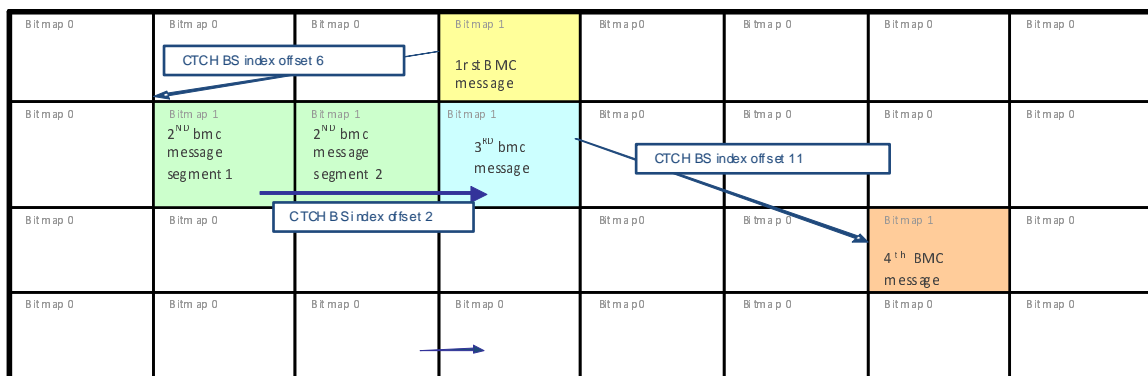 Bitmap 0
Bitmap 0
Bitmap 0
Bitmap 1
Bitmap 0
Bitmap 0
Bitmap 0
Bitmap 0
CTCH BS index offset 6
1rst BMC
message
Bitmap 0
Bitmap 1
2ND bmc
message
segment 1
Bitmap 1
2ND bmc
message
segment 2
Bitmap 1
3RD bmc
message
Bitmap 0
Bitmap 0
Bitmap 0
Bitmap 0
CTCH BS index offset 11
CTCH BS index offset 2
Bitmap 0
Bitmap 0
Bitmap 0
Bitmap 0
Bitmap 0
Bitmap 0
Bitmap 1
4th BMC
message
Bitmap 0
Bitmap 0
Bitmap 0
Bitmap 0
Bitmap 0
Bitmap 0
Bitmap 0
Bitmap 0
Bitmap 0